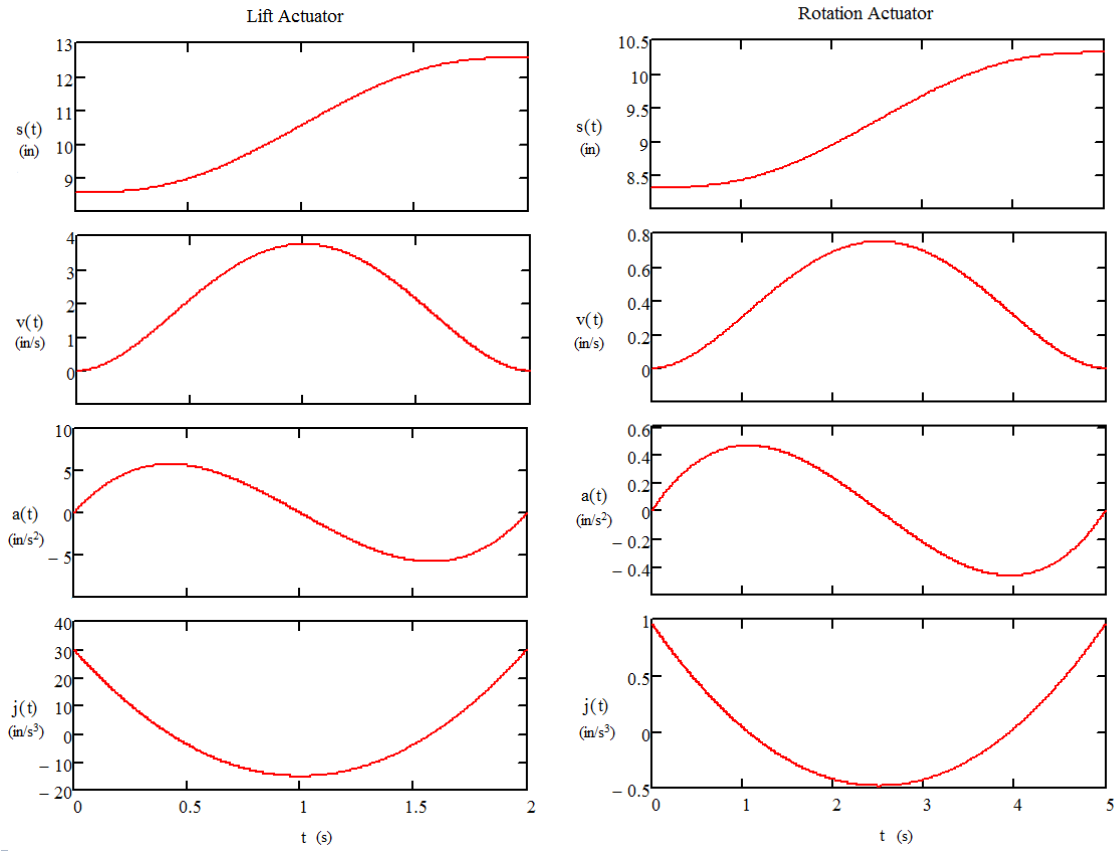 Lift Actuator
13
12
11
10
9
s(t)
(in)
4
3
2
1
0
v(t)
(in/s)
10
5
0
− 5
a(t)
(in/s²)
40
30
20
10
0
− 10
− 20
j(t)
(in/s³)
0 0.5 1 1.5 2
t (s)
Rotation Actuator
10.5
10
9.5
9
8.5
s(t)
(in)
0.8
0.6
0.4
0.2
0
v(t)
(in/s)
0.6
0.4
0.2
0
− 0.2
− 0.4
a(t)
(in/s²)
1
0.5
0
− 0.5
j(t)
(in/s³)
0 1 2 3 4 5
t (s)